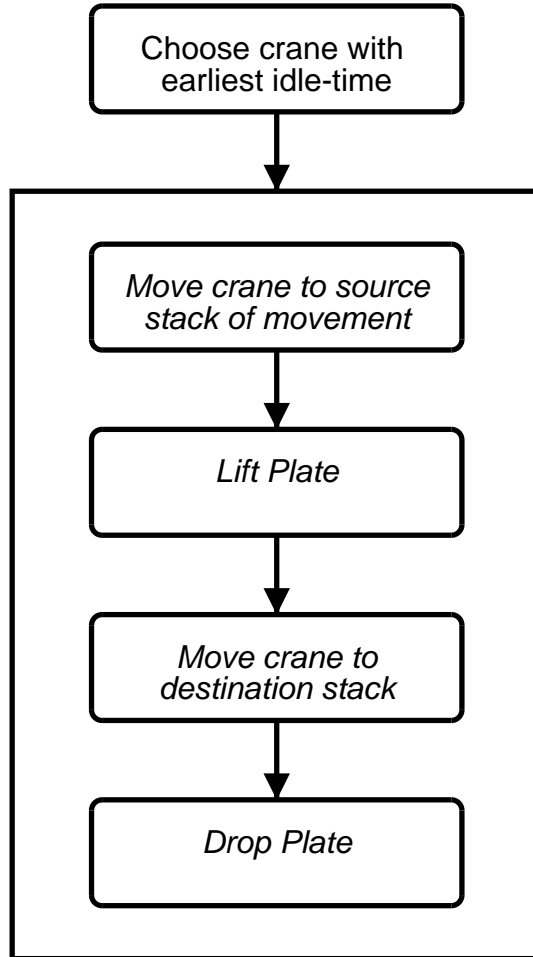 Choose crane with
earliest idle-time
Move crane to source
stack of movement
Lift Plate
Move crane to
destination stack
Drop Plate